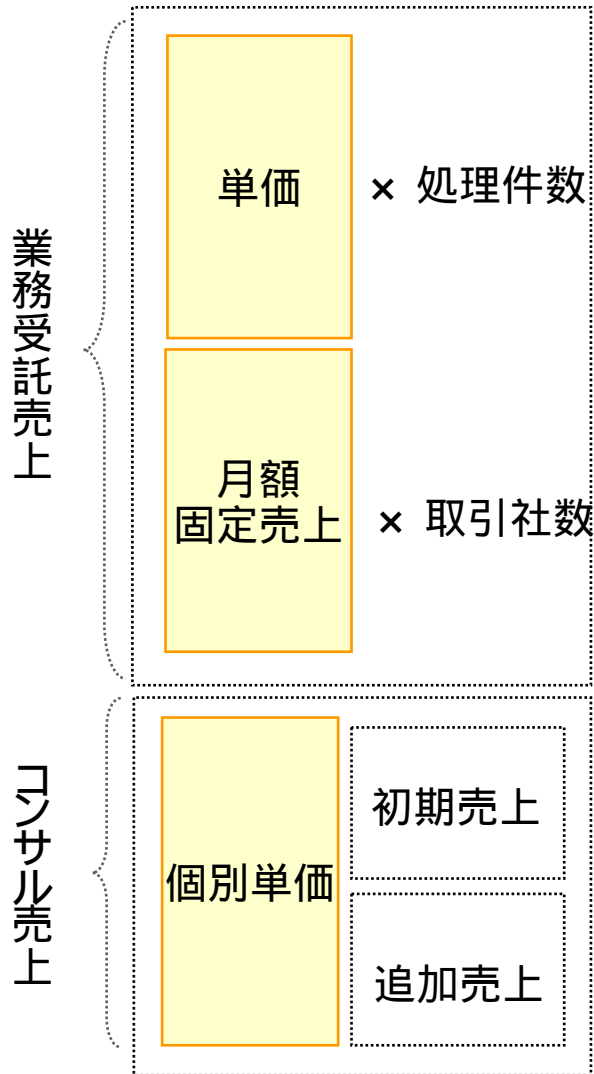 業務受託売上
単価
× 処理件数
月額
固定売上
× 取引社数
コンサル売上
個別単価
初期売上
追加売上